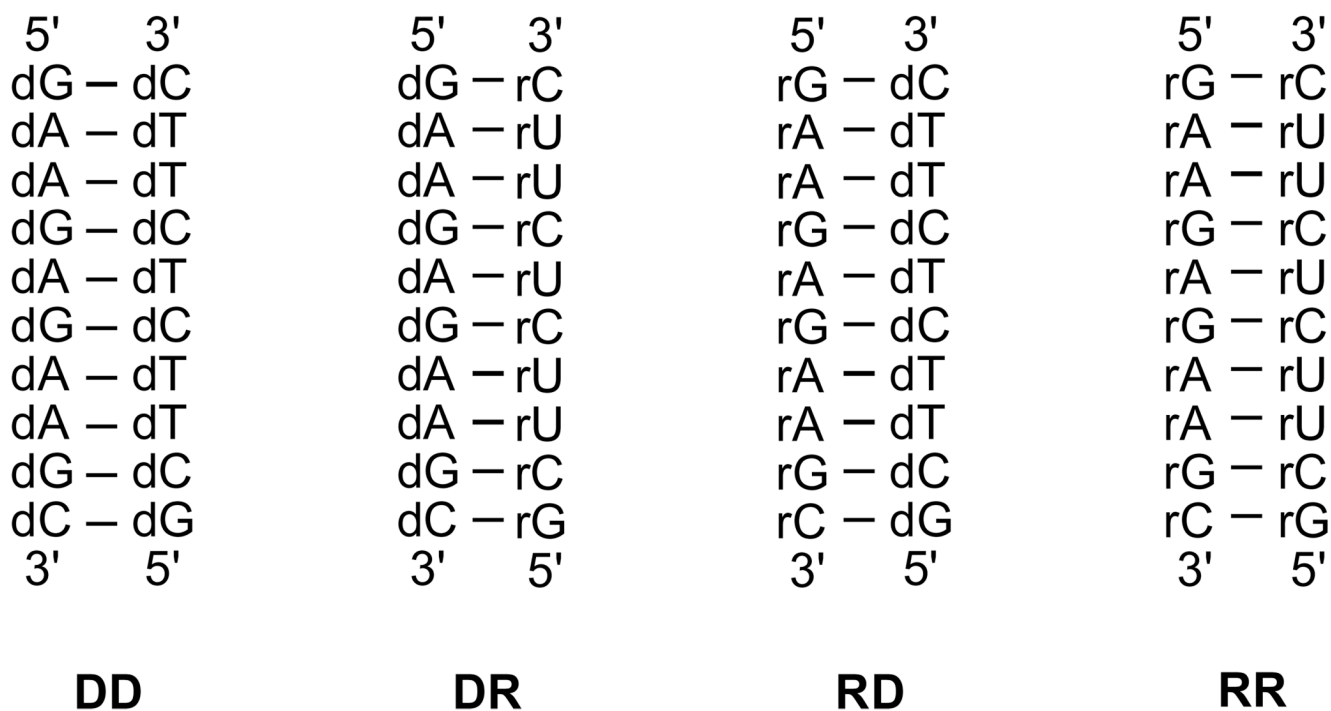 5' 3' 5' 3' 5' 3' 5' 3'
dG – dC dG – rC rG – dC rG – rC
dA – dT dA – rU rA – dT rA – rU
dA – dT dA – rU rA – dT rA – rU
dG – dC dG – rC rG – dC rG – rC
dA – dT dA – rU rA – dT rA – rU
dG – dC dG – rC rG – dC rG – rC
dA – dT dA – rU rA – dT rA – rU
dA – dT dA – rU rA – dT rA – rU
dG – dC dG – rC rG – dC rG – rC
dC – dG dC – rG rC – dG rC – rG
3' 5' 3' 5' 3' 5' 3' 5'
DD DR RD RR